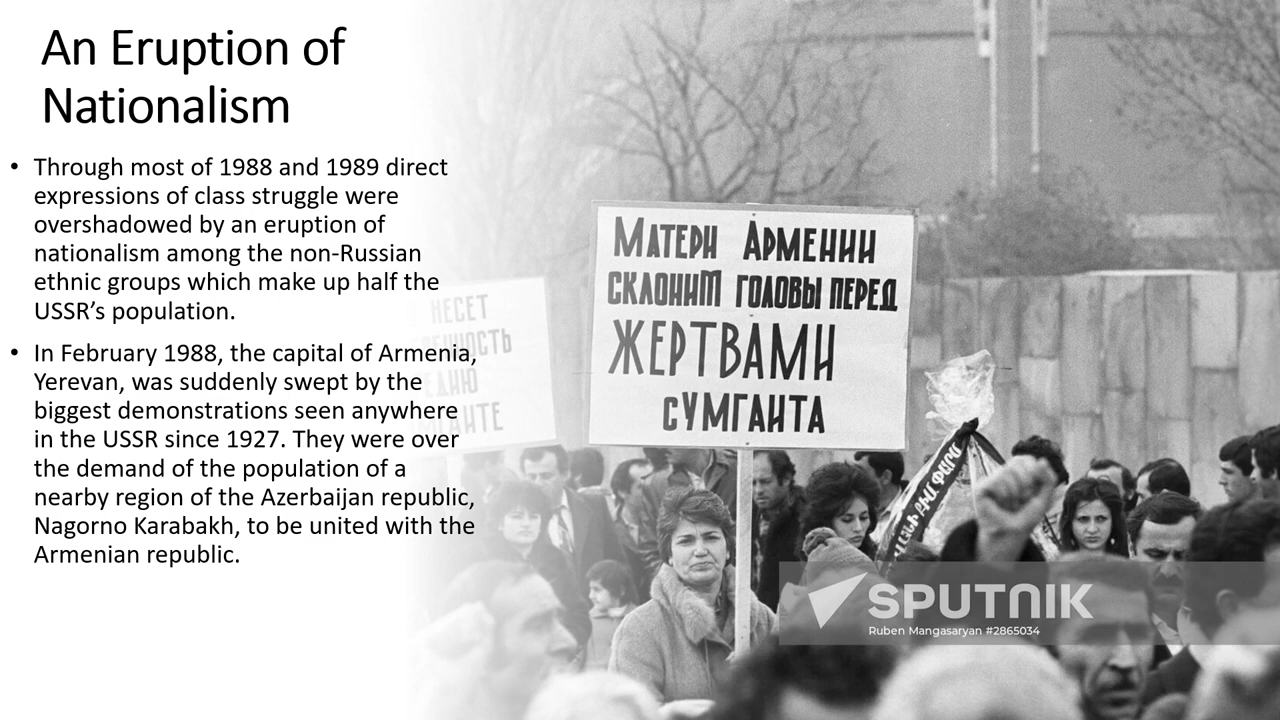 An Eruption of
Nationalism
• Through most of 1988 and 1989 direct
expressions of class struggle were
overshadowed by an eruption of
nationalism among the non-Russian
ethnic groups which make up half the
USSR’s population.
• In February 1988, the capital of Armenia,
Yerevan, was suddenly swept by the
biggest demonstrations seen anywhere
in the USSR since 1927. They were over
the demand of the population of a
nearby region of the Azerbaijan republic,
Nagorno Karabakh, to be united with the
Armenian republic.
НЕСЕТ
Матери Армении
склоним головы перед
ЖЕРТВАМИ
сумгаита
SPUTNIK
Ruben Mangasaryan #2865034